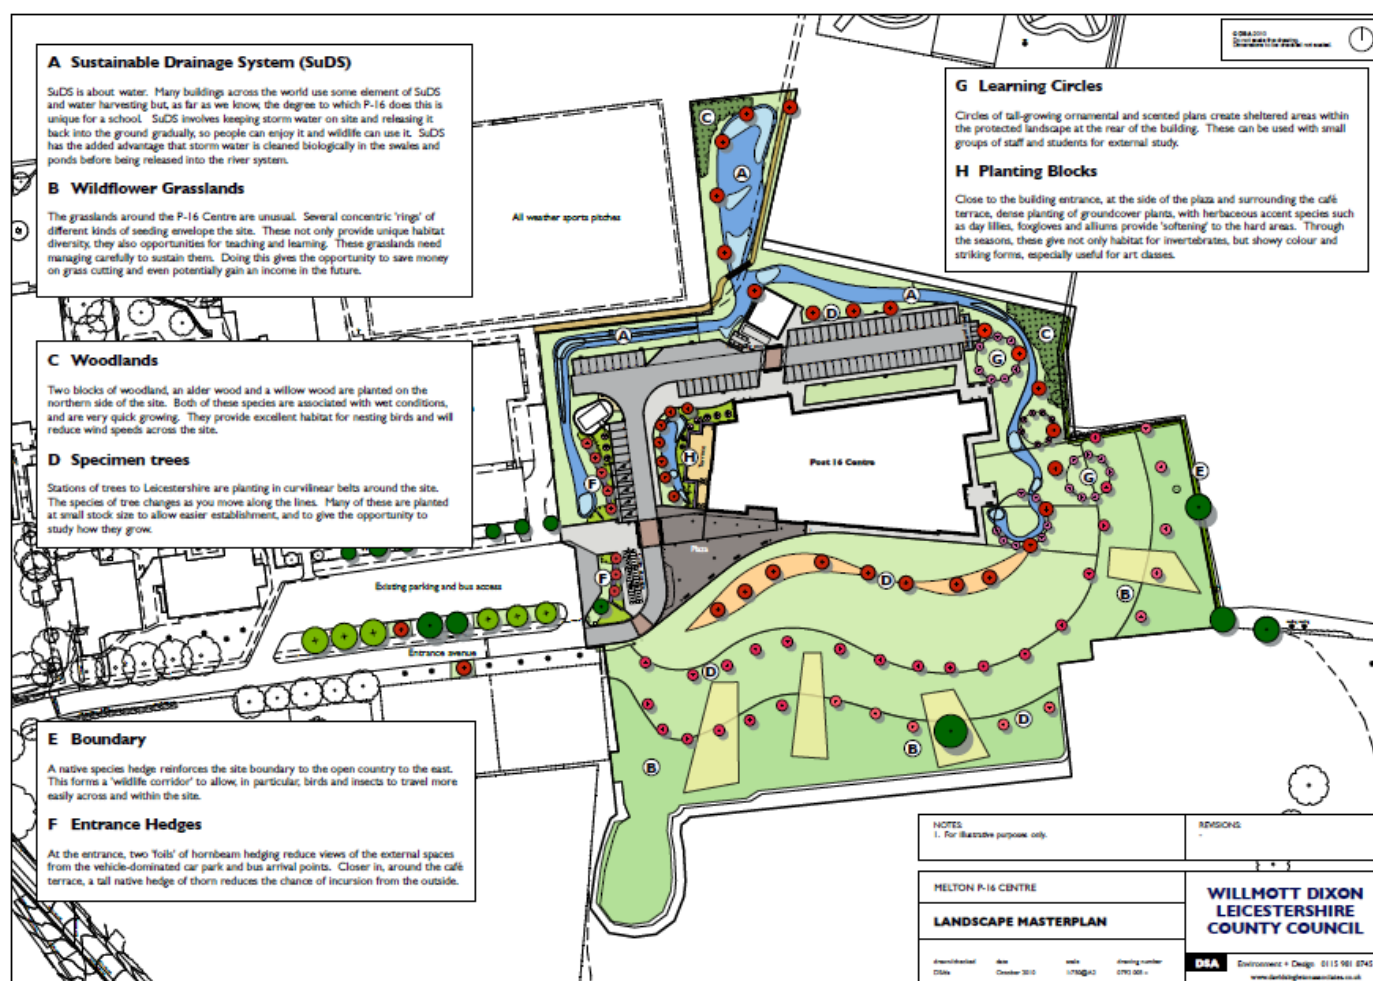 A Sustainable Drainage System (SuDS)
SuDS is about water. Many buildings across the world use some element of SuDS
and water harvesting but, as far as we know, the degree to which P-16 does this is
unique for a school. SuDS involves keeping storm water on site and releasing it
back into the ground gradually, so people can enjoy it and wildlife can use it. SuDS
has the added advantage that storm water is cleaned biologically in the swales and
ponds before being released into the river system.
B Wildflower Grasslands
The grasslands around the P-16 Centre are unusual. Several concentric 'rings' of
different kinds of seeding envelope the site. These not only provide unique habitat
diversity, they also opportunities for teaching and learning. These grasslands need
managing carefully to sustain them. Doing this gives the opportunity to save money
on grass cutting and even potentially gain an income in the future.
C Woodlands
Two blocks of woodland, an alder wood and a willow wood are planted on the
northern side of the site. Both of these species are associated with wet conditions,
and are very quick growing. They provide excellent habitat for nesting birds and will
reduce wind speeds across the site.
D Specimen trees
Stations of trees to Leicestershire are planting in curvilinear belts around the site.
The species of tree changes as you move along the lines. Many of these are planted
at small stock size to allow easier establishment, and to give the opportunity to
study how they grow.
E Boundary
A native species hedge reinforces the site boundary to the open country to the east.
This forms a 'wildlife corridor' to allow, in particular, birds and insects to travel more
easily across and within the site.
F Entrance Hedges
At the entrance, two 'foils' of hornbeam hedging reduce views of the external spaces
from the vehicle-dominated car park and bus arrival points. Closer in, around the café
terrace, a tall native hedge of thorn reduces the chance of incursion from the outside.
G Learning Circles
Circles of tall-growing ornamental and scented plans create sheltered areas within
the protected landscape at the rear of the building. These can be used with small
groups of staff and students for external study.
H Planting Blocks
Close to the building entrance, at the side of the plaza and surrounding the café
terrace, dense planting of groundcover plants, with herbaceous accent species such
as day lillies, foxgloves and alliums provide 'softening' to the hard areas. Through
the seasons, these give not only habitat for invertebrates, but showy colour and
striking forms, especially useful for art classes.
C
A
All weather sports pitches
A
D
C
A
G
H
Terrace
Post 16 Centre
E
G
F
Plaza
F
D
B
Existing parking and bus access
Entrance avenue
D
D
B
B
NOTES:
1. For illustrative purposes only.
REVISIONS:
-
MELTON P-16 CENTRE
LANDSCAPE MASTERPLAN
drawn/checked date scale drawing number
October 2010 1:750@A3
WILLMOTT DIXON
LEICESTERSHIRE
COUNTY COUNCIL
DSA Environment + Design 0115 981 8745
www.davidsingletonassociates.co.uk